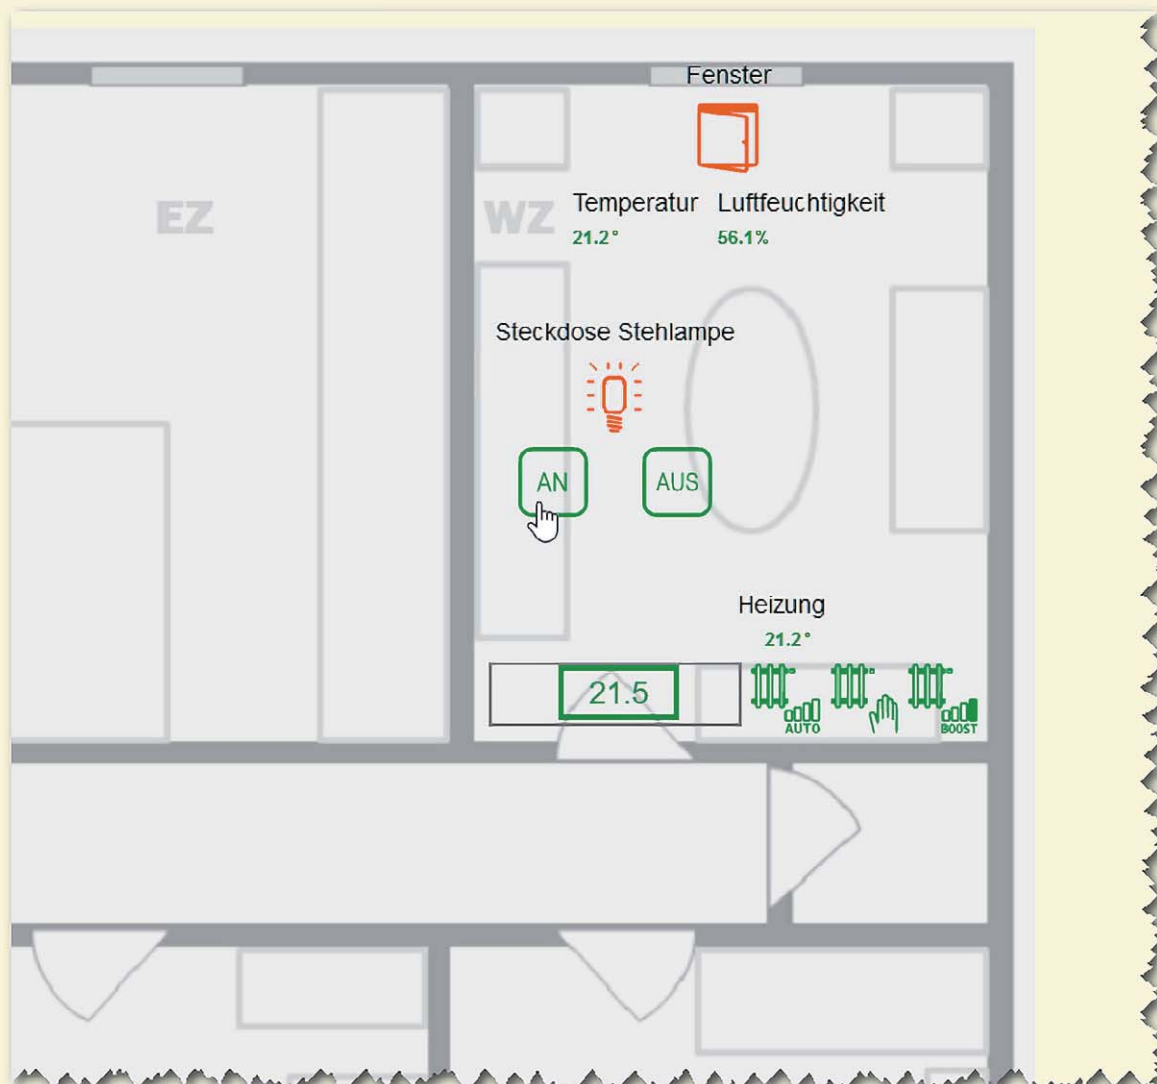 Fenster
EZ
WZ
Temperatur Luftfeuchtigkeit
21.2° 56.1%
Steckdose Stehlampe
AN AUS
Heizung
21.2°
21.5
AUTO BOOST